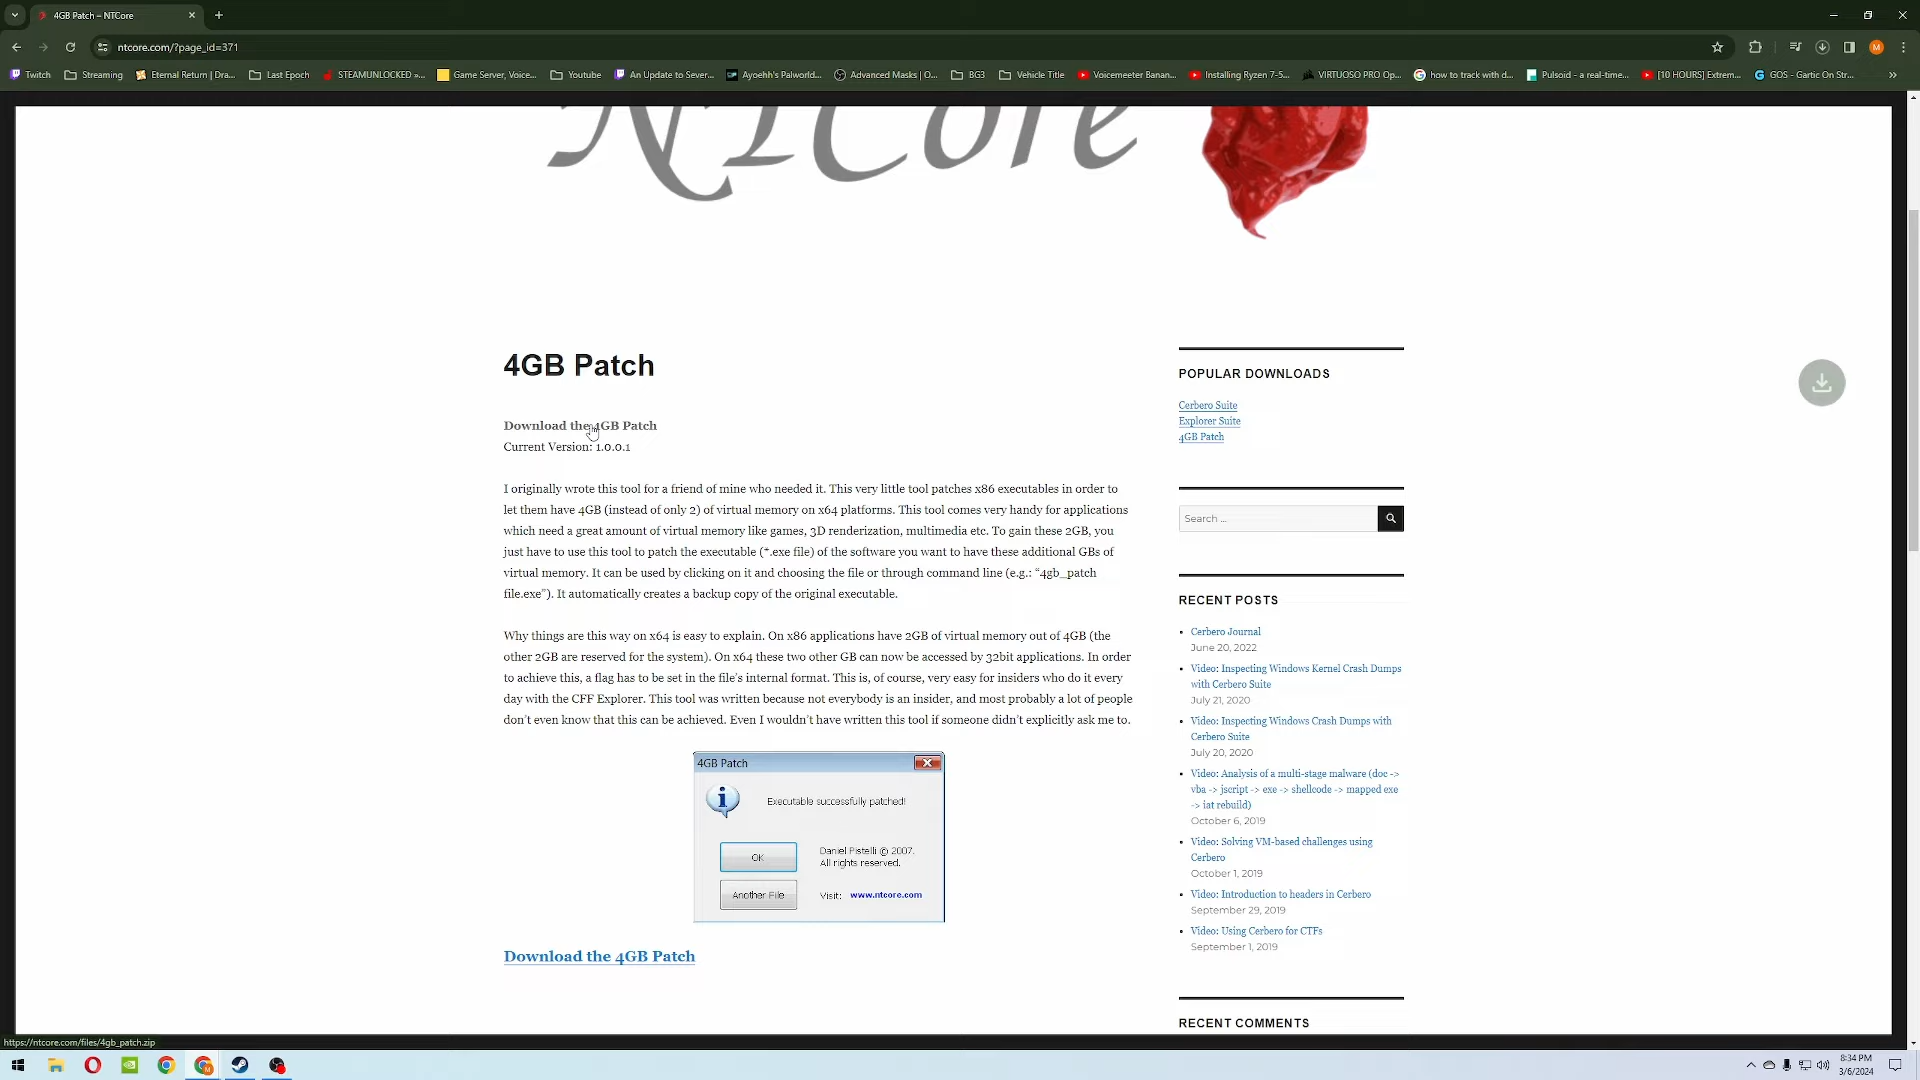 4GB Patch – NTCore
ntcore.com/?page_id=371
Twitch
Streaming
Eternal Return | Dra...
Last Epoch
STEAMUNLOCKED »...
Game Server, Voice...
Youtube
An Update to Sever...
Ayoehh's Palworld...
Advanced Masks | O...
BG3
Vehicle Title
Voicemeeter Banan...
Installing Ryzen 7-5...
VIRTUOSO PRO Op...
how to track with d...
Pulsoid - a real-time...
[10 HOURS] Extrem...
GOS - Gartic On Str...
NTCore
4GB Patch
Download the 4GB Patch
Current Version: 1.0.0.1
I originally wrote this tool for a friend of mine who needed it. This very little tool patches x86 executables in order to
let them have 4GB (instead of only 2) of virtual memory on x64 platforms. This tool comes very handy for applications
which need a great amount of virtual memory like games, 3D renderization, multimedia etc. To gain these 2GB, you
just have to use this tool to patch the executable (*.exe file) of the software you want to have these additional GBs of
virtual memory. It can be used by clicking on it and choosing the file or through command line (e.g.: “4gb_patch
file.exe”). It automatically creates a backup copy of the original executable.
Why things are this way on x64 is easy to explain. On x86 applications have 2GB of virtual memory out of 4GB (the
other 2GB are reserved for the system). On x64 these two other GB can now be accessed by 32bit applications. In order
to achieve this, a flag has to be set in the file’s internal format. This is, of course, very easy for insiders who do it every
day with the CFF Explorer. This tool was written because not everybody is an insider, and most probably a lot of people
don’t even know that this can be achieved. Even I wouldn’t have written this tool if someone didn’t explicitly ask me to.
4GB Patch
Executable successfully patched!
OK
Daniel Pistelli © 2007.
All rights reserved.
Another File
Visit: www.ntcore.com
Download the 4GB Patch
POPULAR DOWNLOADS
Cerbero Suite
Explorer Suite
4GB Patch
Search …
RECENT POSTS
Cerbero Journal
June 20, 2022
Video: Inspecting Windows Kernel Crash Dumps
with Cerbero Suite
July 21, 2020
Video: Inspecting Windows Crash Dumps with
Cerbero Suite
July 20, 2020
Video: Analysis of a multi-stage malware (doc ->
vba -> jscript -> exe -> shellcode -> mapped exe
-> iat rebuild)
October 6, 2019
Video: Solving VM-based challenges using
Cerbero
October 1, 2019
Video: Introduction to headers in Cerbero
September 29, 2019
Video: Using Cerbero for CTFs
September 1, 2019
RECENT COMMENTS
https://ntcore.com/files/4gb_patch.zip
8:34 PM
3/6/2024